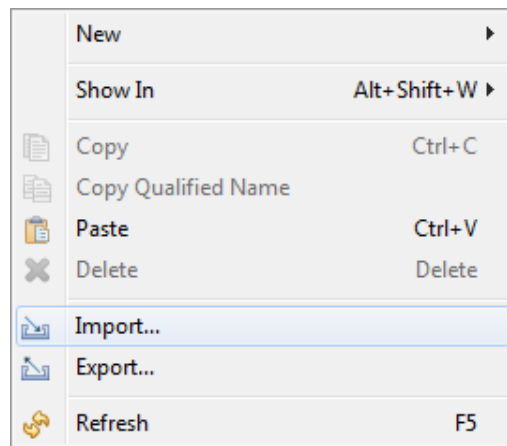 New
Show In Alt+Shift+W
Copy Ctrl+C
Copy Qualified Name
Paste Ctrl+V
Delete Delete
Import...
Export...
Refresh F5